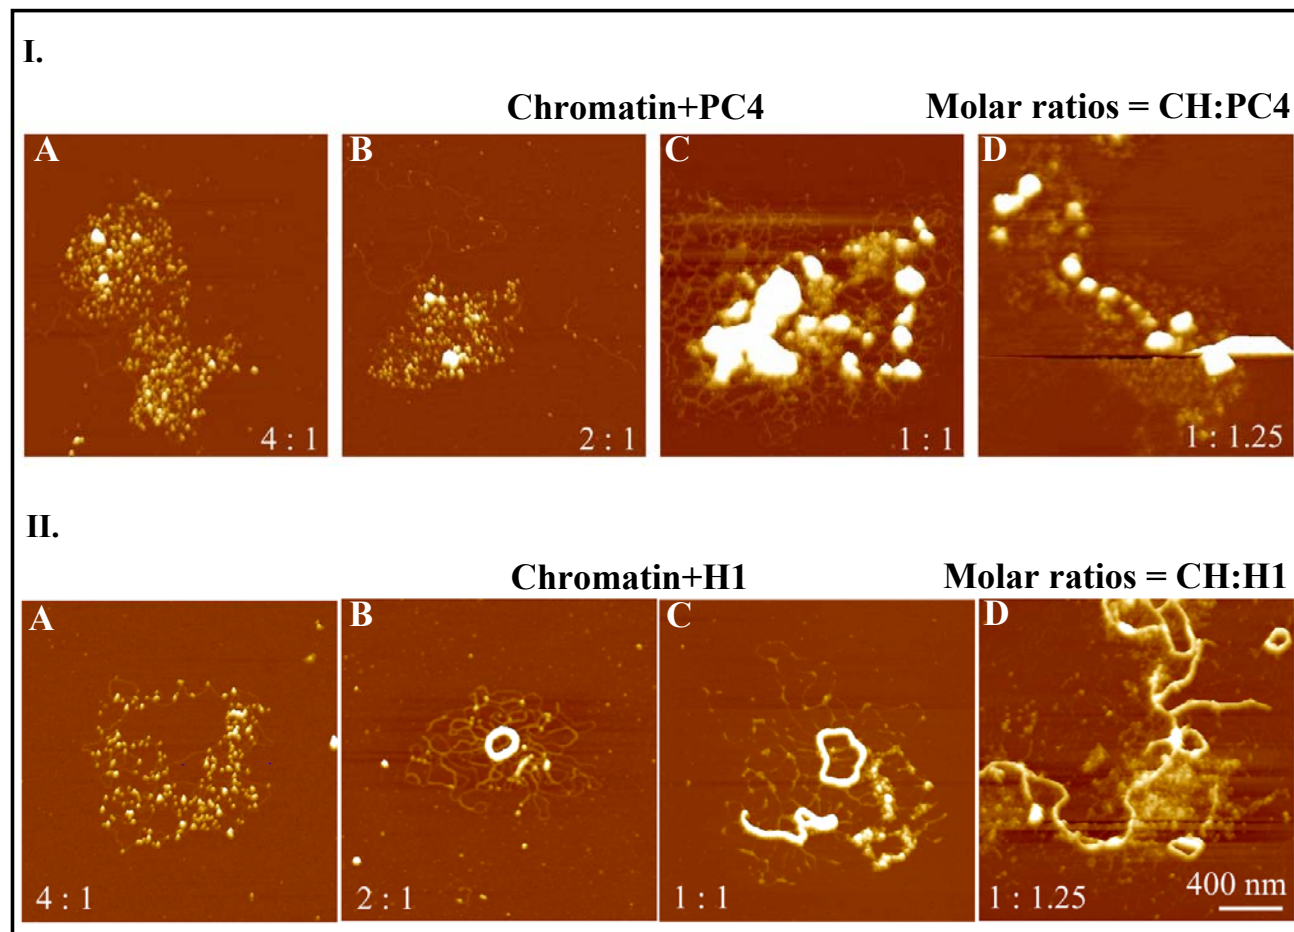 I.
Chromatin+PC4 Molar ratios = CH:PC4
A B C D
4 : 1 2 : 1 1 : 1 1 : 1.25
II.
Chromatin+H1 Molar ratios = CH:H1
A B C D
400 nm
4 : 1 2 : 1 1 : 1 1 : 1.25